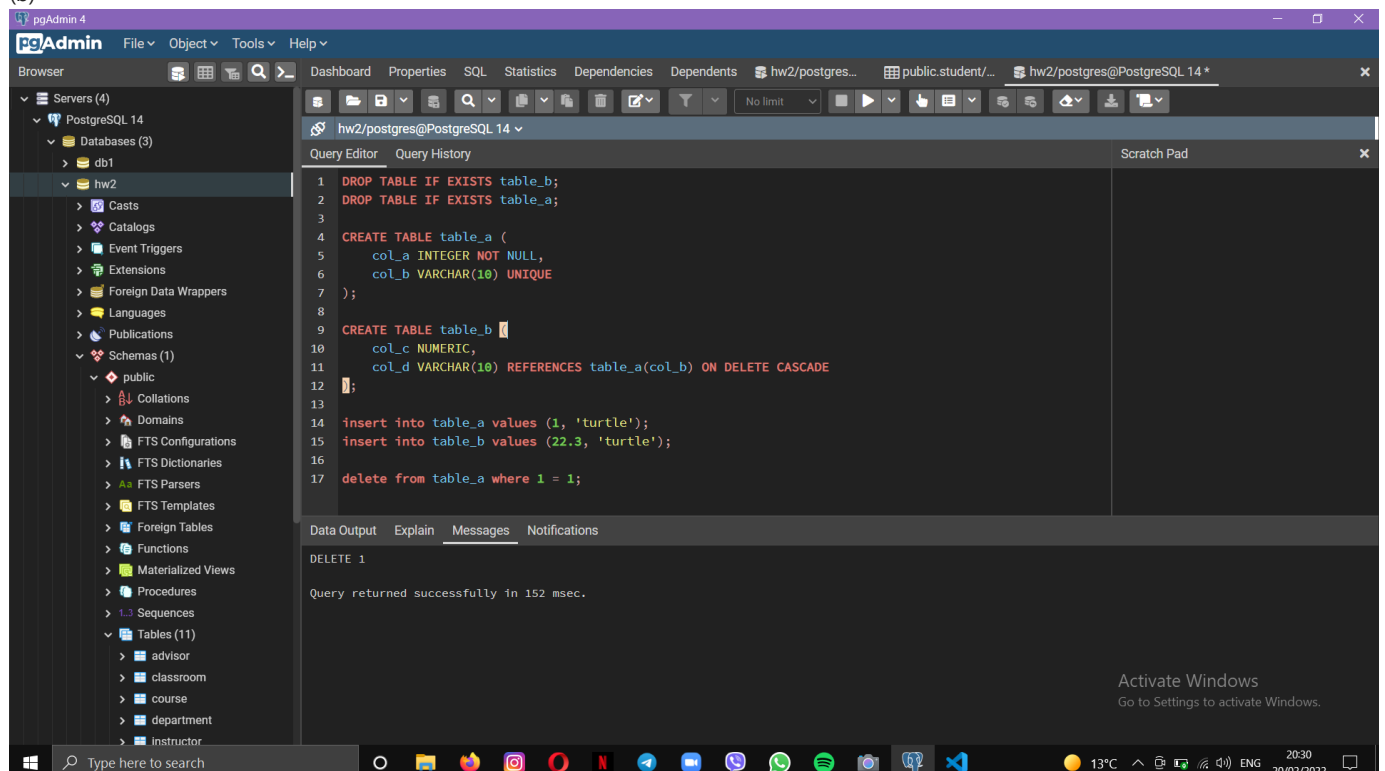 pgAdmin 4
pgAdmin File Object Tools Help
Browser Dashboard Properties SQL Statistics Dependencies Dependents hw2/postgres... public.student/... hw2/postgres@PostgreSQL 14 *
Servers (4)
PostgreSQL 14
Databases (3)
db1
hw2
Casts
Catalogs
Event Triggers
Extensions
Foreign Data Wrappers
Languages
Publications
Schemas (1)
public
Collations
Domains
FTS Configurations
FTS Dictionaries
FTS Parsers
FTS Templates
Foreign Tables
Functions
Materialized Views
Procedures
1..3 Sequences
Tables (11)
advisor
classroom
course
department
instructor
No limit
hw2/postgres@PostgreSQL 14
Query Editor Query History Scratch Pad
1 DROP TABLE IF EXISTS table_b;
2 DROP TABLE IF EXISTS table_a;
3
4 CREATE TABLE table_a (
5 col_a INTEGER NOT NULL,
6 col_b VARCHAR(10) UNIQUE
7 );
8
9 CREATE TABLE table_b (
10 col_c NUMERIC,
11 col_d VARCHAR(10) REFERENCES table_a(col_b) ON DELETE CASCADE
12 );
13
14 insert into table_a values (1, 'turtle');
15 insert into table_b values (22.3, 'turtle');
16
17 delete from table_a where 1 = 1;
Data Output Explain Messages Notifications
DELETE 1
Query returned successfully in 152 msec.
Activate Windows
Go to Settings to activate Windows.
Type here to search
13°C ENG
20:30